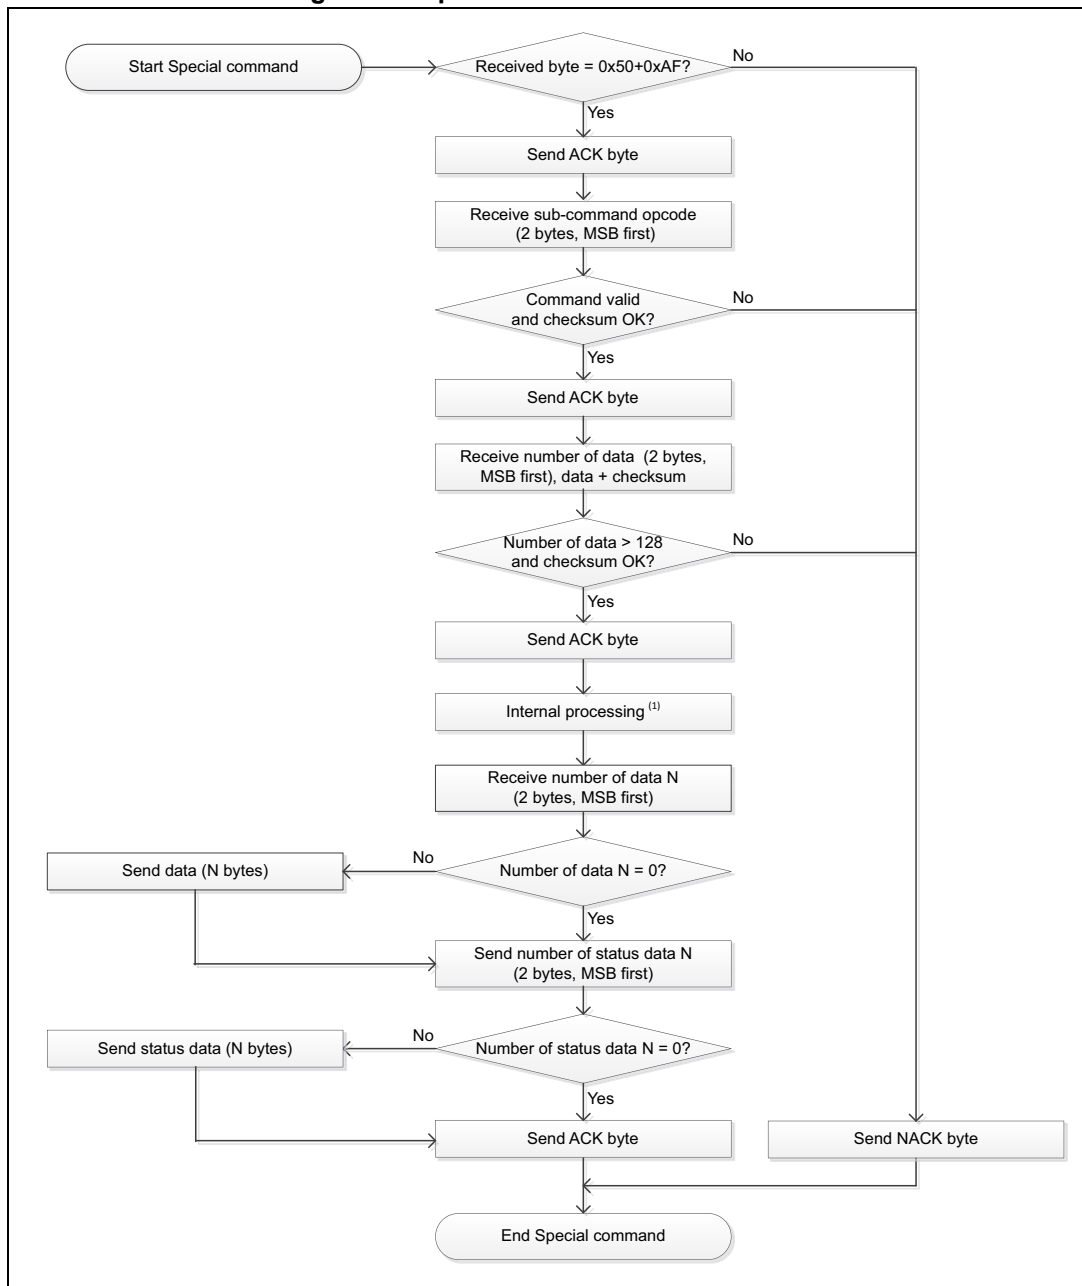 Start Special command
Received byte = 0x50+0xAF?
No
Yes
Send ACK byte
Receive sub-command opcode
(2 bytes, MSB first)
Command valid
and checksum OK?
No
Yes
Send ACK byte
Receive number of data (2 bytes,
MSB first), data + checksum
Number of data > 128
and checksum OK?
No
Yes
Send ACK byte
Internal processing (1)
Receive number of data N
(2 bytes, MSB first)
Number of data N = 0?
No
Send data (N bytes)
Yes
Send number of status data N
(2 bytes, MSB first)
Number of status data N = 0?
No
Send status data (N bytes)
Yes
Send ACK byte
Send NACK byte
End Special command